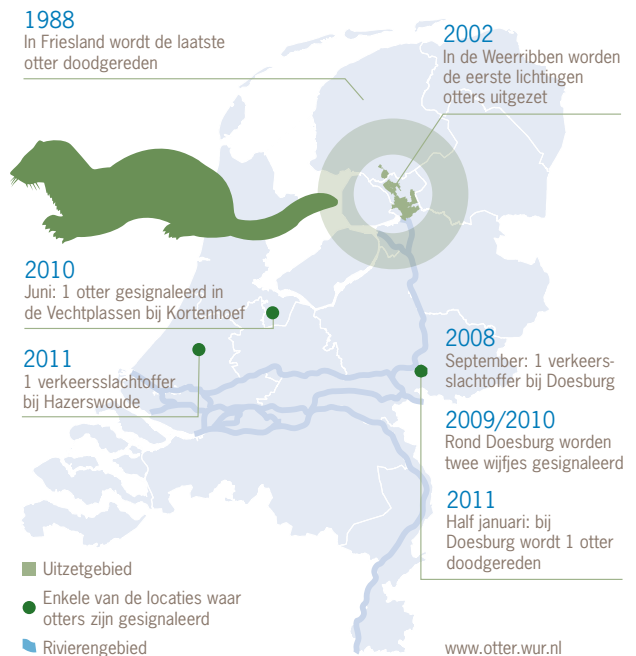 1988
In Friesland wordt de laatste
otter doodgereden
2002
In de Weerribben worden
de eerste lichtingen
otters uitgezet
2010
Juni: 1 otter gesignaleerd in
de Vechtplassen bij Kortenhoef
2011
1 verkeersslachtoffer
bij Hazerswoude
2008
September: 1 verkeers-
slachtoffer bij Doesburg
2009/2010
Rond Doesburg worden
twee wijfjes gesignaleerd
2011
Half januari: bij
Doesburg wordt 1 otter
doodgereden
Uitzetgebied
Enkele van de locaties waar
otters zijn gesignaleerd
Rivierengebied
www.otter.wur.nl